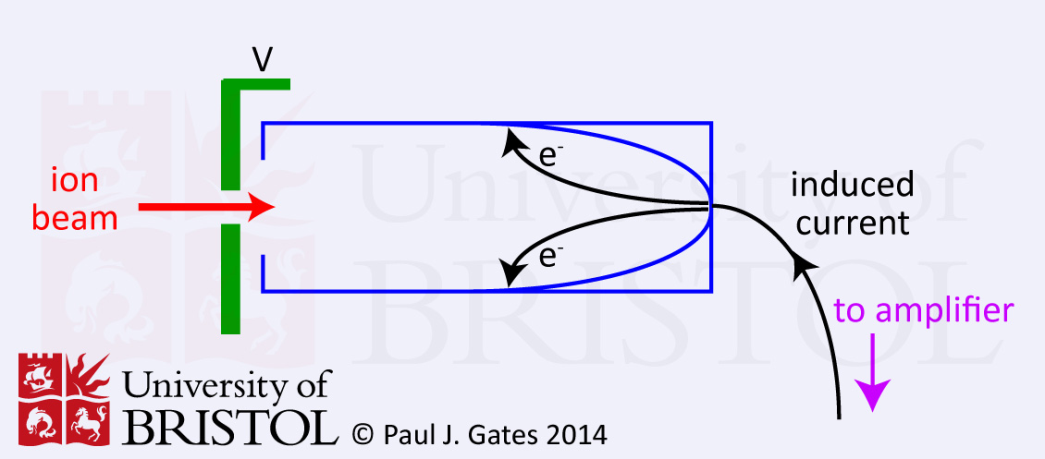 V
ion
beam
e-
e-
induced
current
to amplifier
University of
BRISTOL
University of
BRISTOL © Paul J. Gates 2014